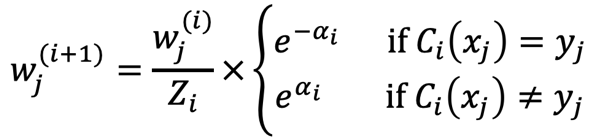 w_j^{(i+1)} = \frac{w_j^{(i)}}{Z_i} \times \begin{cases} e^{-\alpha_i} & \text{if } C_i(x_j) = y_j \\ e^{\alpha_i} & \text{if } C_i(x_j) \neq y_j \end{cases}